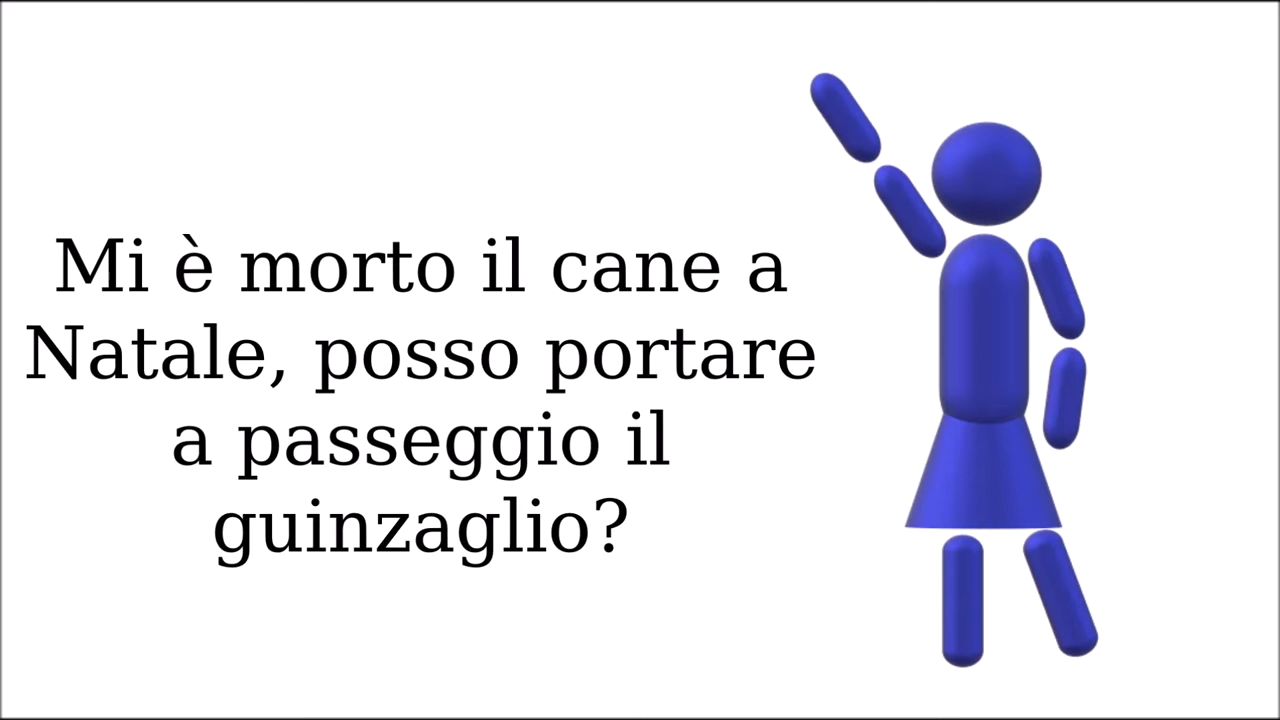 Mi è morto il cane a
Natale, posso portare
a passeggio il
guinzaglio?